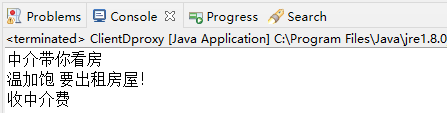 Problems Console Progress Search
<terminated> ClientDproxy [Java Application] C:\Program Files\Java\jre1.8.0
中介带你看房
温加饱 要出租房屋!
收中介费